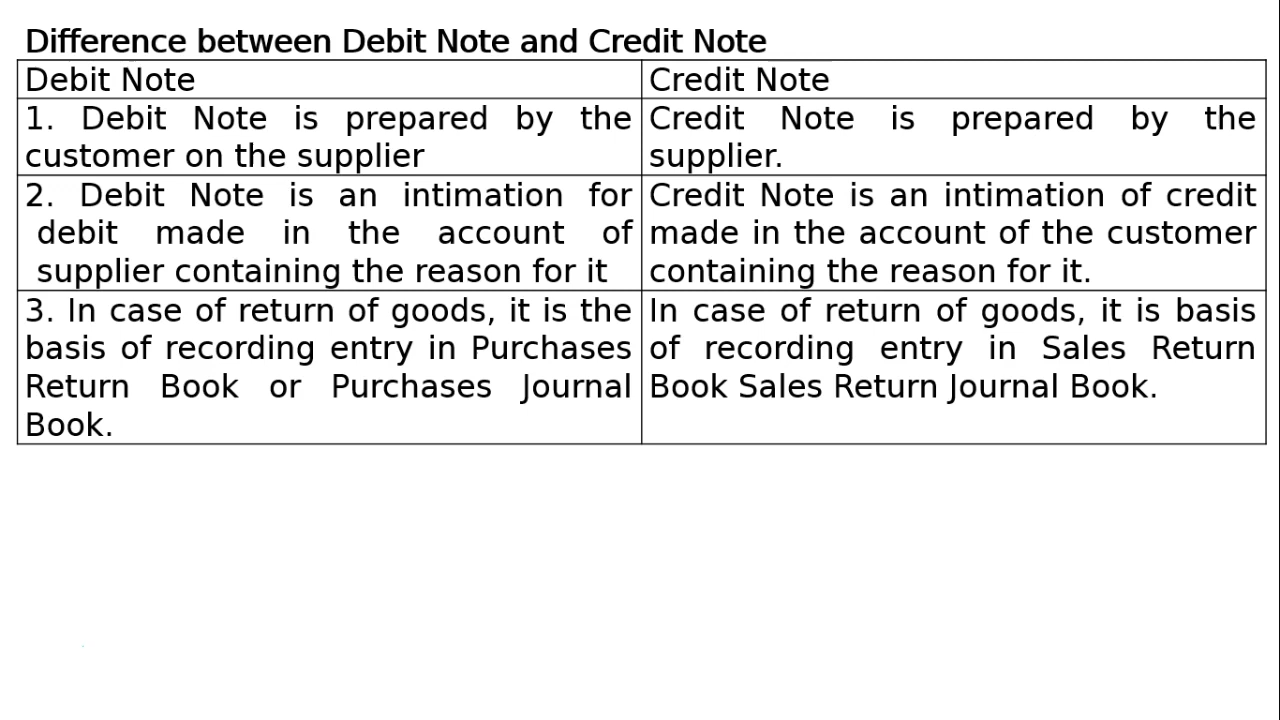 Difference between Debit Note and Credit Note
Debit Note
Credit Note
1. Debit Note is prepared by the
customer on the supplier
Credit Note is prepared by the
supplier.
2. Debit Note is an intimation for
debit made in the account of
supplier containing the reason for it
Credit Note is an intimation of credit
made in the account of the customer
containing the reason for it.
3. In case of return of goods, it is the
basis of recording entry in Purchases
Return Book or Purchases Journal
Book.
In case of return of goods, it is basis
of recording entry in Sales Return
Book Sales Return Journal Book.